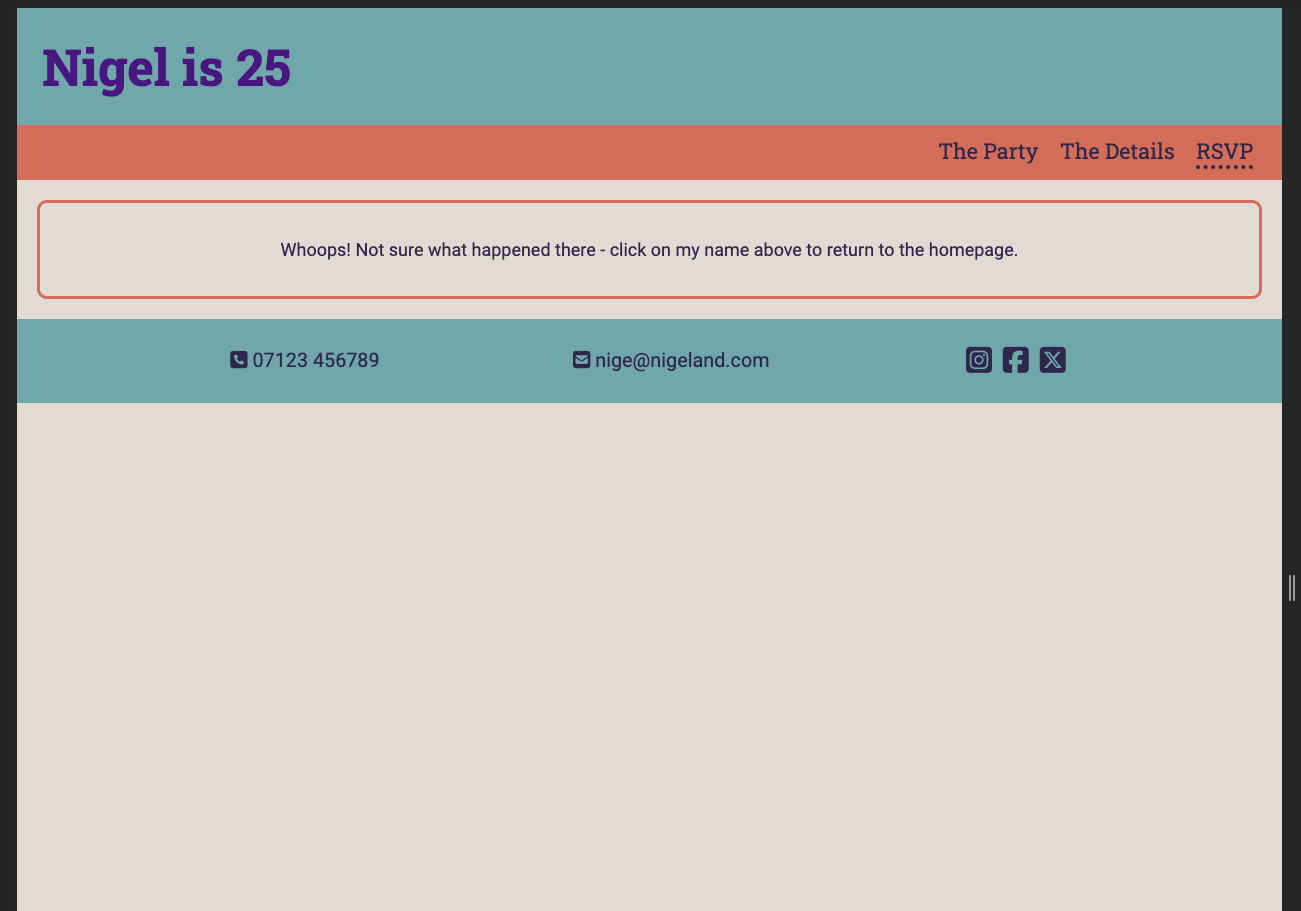 Nigel is 25
The Party The Details RSVP
Whoops! Not sure what happened there - click on my name above to return to the homepage.
07123 456789 nige@nigeland.com